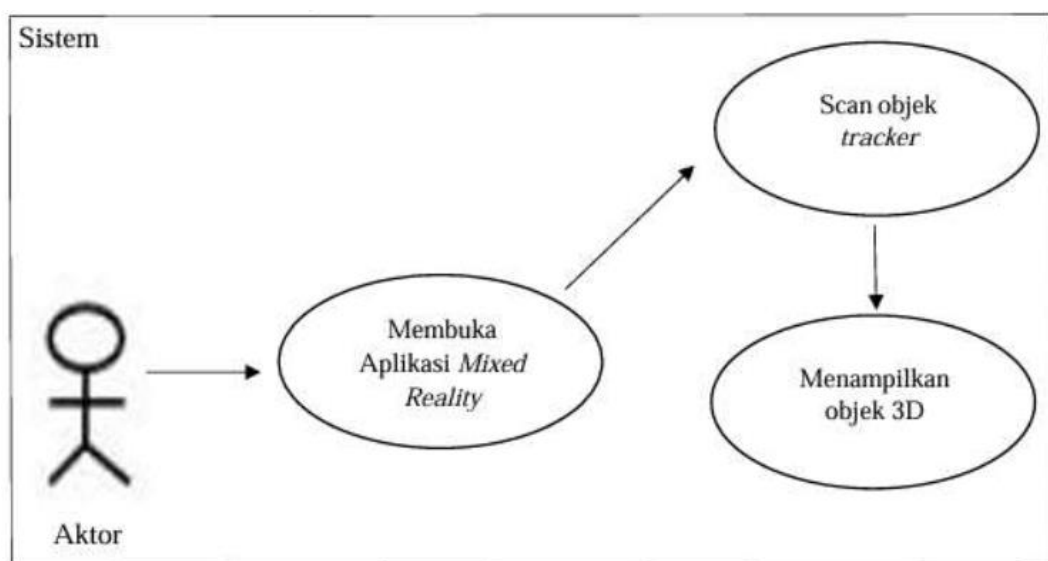 Sistem
Scan objek
tracker
Membuka
Aplikasi Mixed
Reality
Menampilkan
objek 3D
Aktor